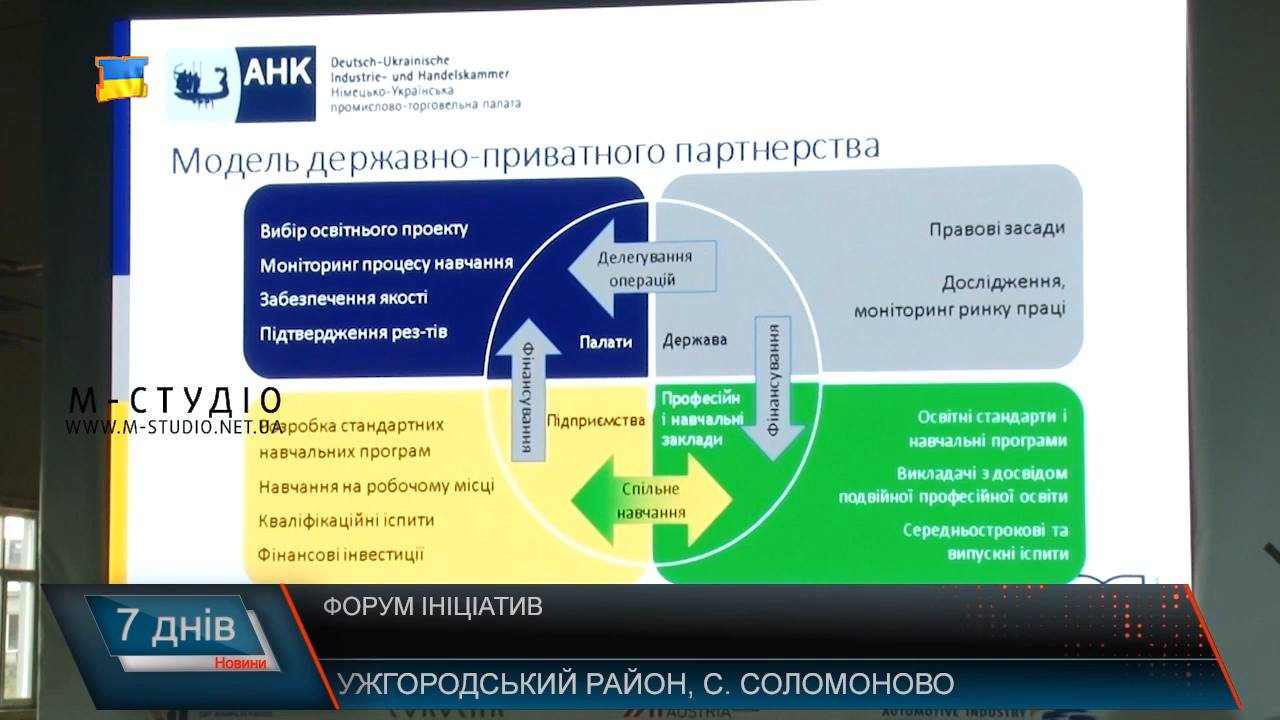 АНК
Deutsch-Ukrainische
Industrie- und Handelskammer
Німецько-Українська
промислово-торговельна палата
Модель державно-приватного партнерства
Вибір освітнього проекту
Моніторинг процесу навчання
Забезпечення якості
Підтвердження рез-тів
Правові засади
Дослідження,
моніторинг ринку праці
Делегування
операцій
Палати
Держава
Фінансування
Фінансування
Підприємства
Професійн
і навчальні
заклади
М-СТУДІО
WWW.M-STUDIO.NET.UA
стандартних
навчальних програм
Навчання на робочому місці
Кваліфікаційні іспити
Фінансові інвестиції
Спільне
навчання
Освітні стандарти і
навчальні програми
Викладачі з досвідом
подвійної професійної освіти
Середньострокові та
випускні іспити
7 днів
Новини
ФОРУМ ІНІЦІАТИВ
УЖГОРОДСЬКИЙ РАЙОН, С. СОЛОМОНОВО
AUSTRIA
AUTOMOTIVE INDUSTRY